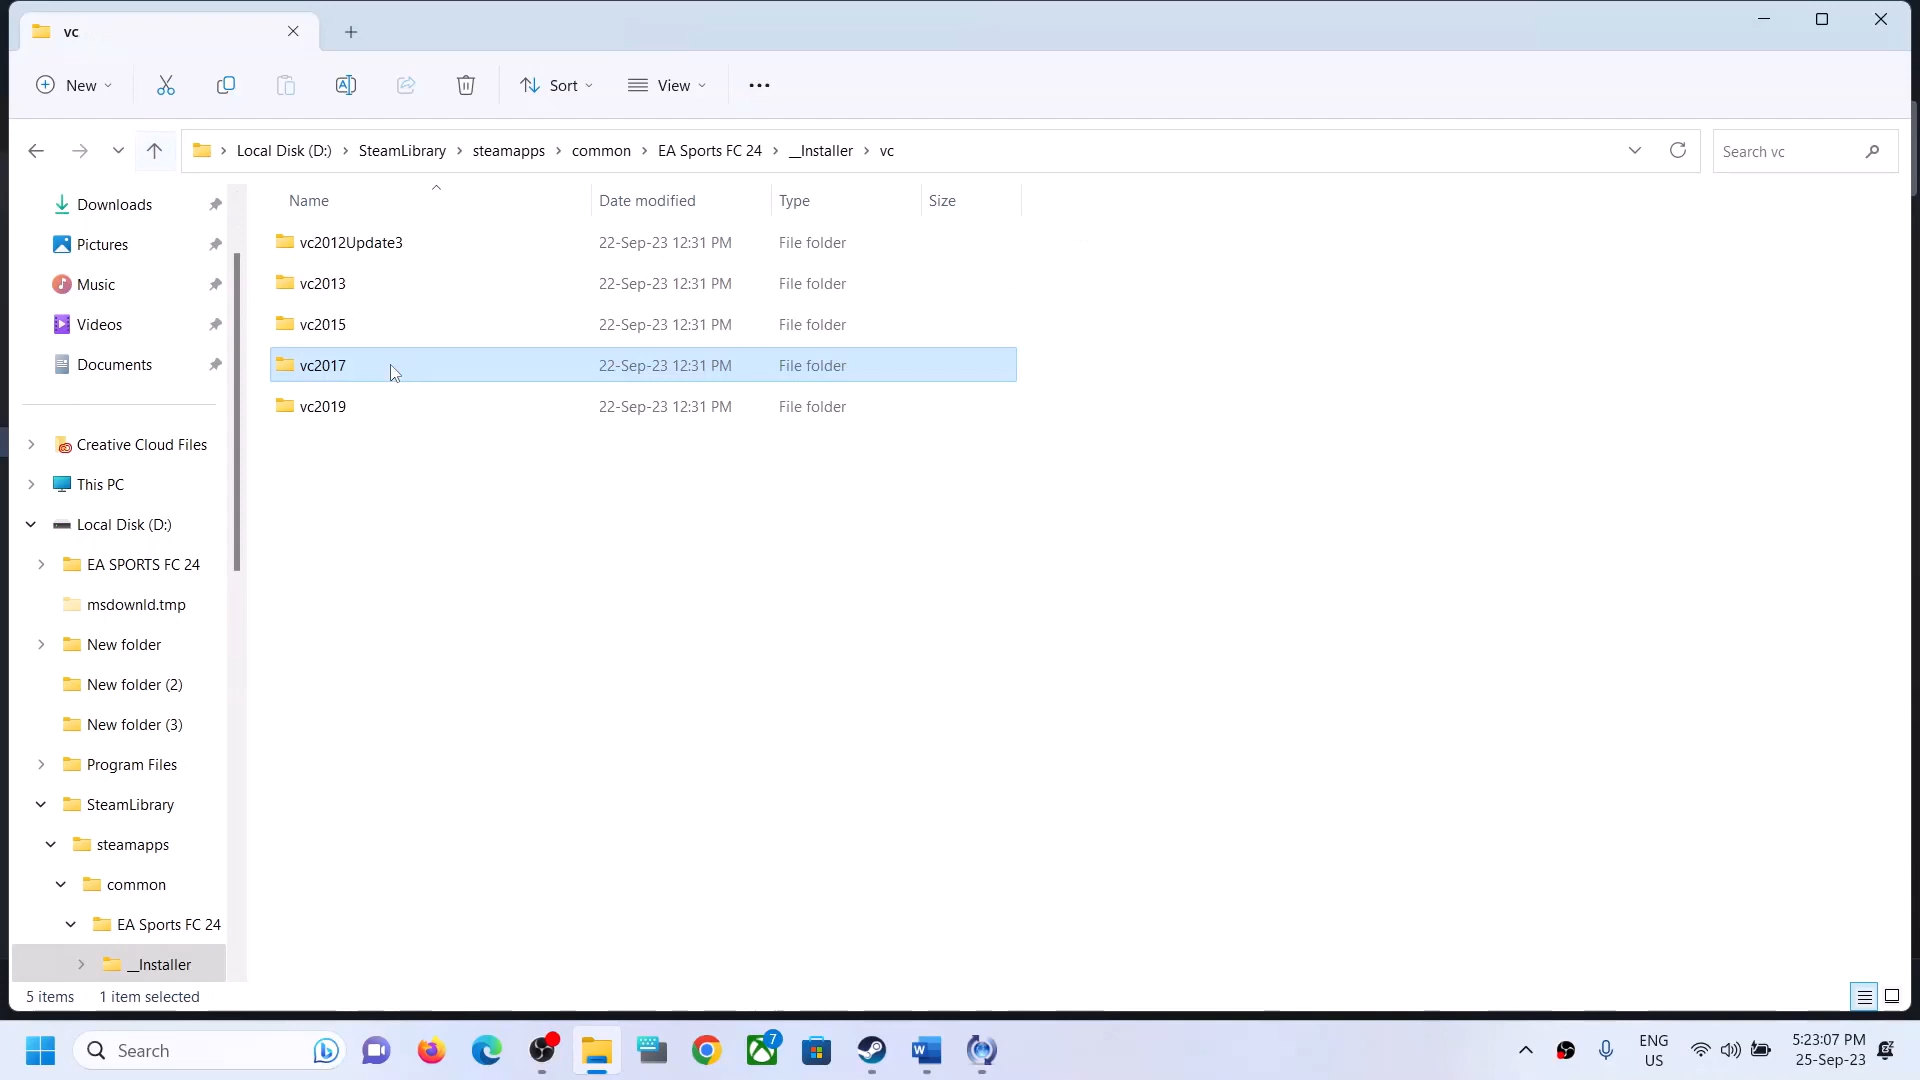 vc
New
Sort
View
Local Disk (D:)
SteamLibrary
steamapps
common
EA Sports FC 24
__Installer
vc
Search vc
Downloads
Pictures
Music
Videos
Documents
Creative Cloud Files
This PC
Local Disk (D:)
EA SPORTS FC 24
msdownld.tmp
New folder
New folder (2)
New folder (3)
Program Files
SteamLibrary
steamapps
common
EA Sports FC 24
__Installer
Name Date modified Type Size
vc2012Update3 22-Sep-23 12:31 PM File folder
vc2013 22-Sep-23 12:31 PM File folder
vc2015 22-Sep-23 12:31 PM File folder
vc2017 22-Sep-23 12:31 PM File folder
vc2019 22-Sep-23 12:31 PM File folder
5 items 1 item selected
Search
7
ENG
US
5:23:07 PM
25-Sep-23